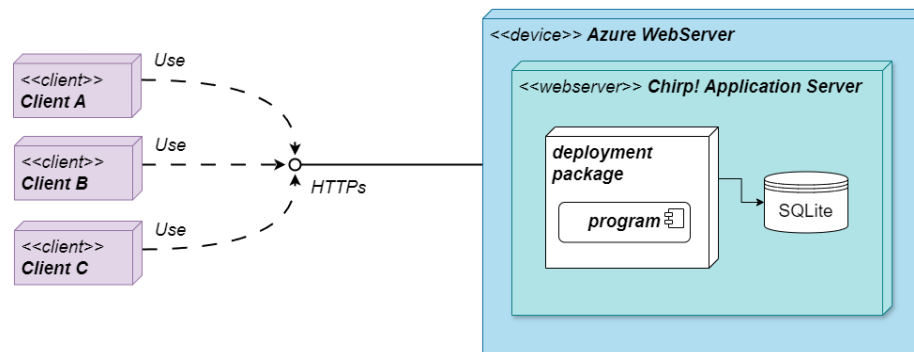 <<device>> Azure WebServer
Use
<<client>>
Client A
<<webserver>> Chirp! Application Server
Use
<<client>>
Client B
deployment
package
HTTPs
program
SQLite
Use
<<client>>
Client C